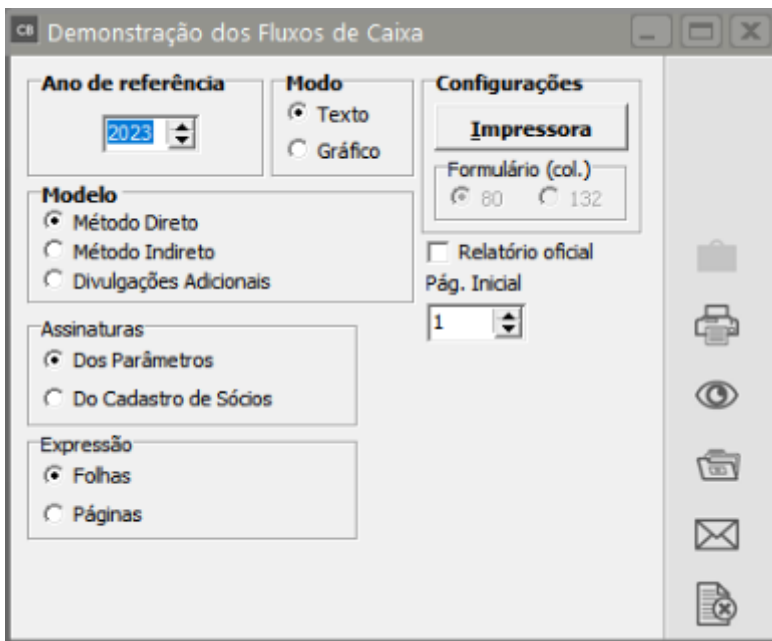 CB Demonstração dos Fluxos de Caixa
Ano de referência
2023
Modo
Texto
Gráfico
Configurações
Impressora
Formulário (col.)
80 132
Modelo
Método Direto
Método Indireto
Divulgações Adicionais
Relatório oficial
Pág. Inicial
1
Assinaturas
Dos Parâmetros
Do Cadastro de Sócios
Expressão
Folhas
Páginas